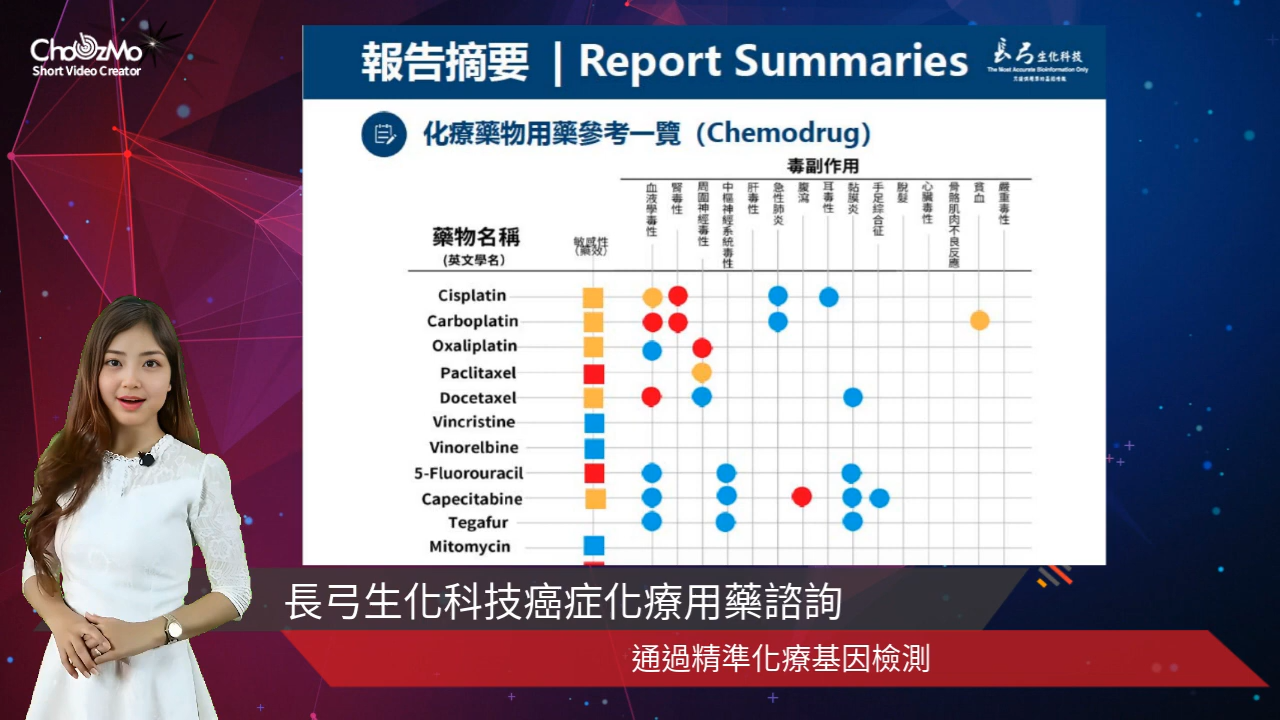 ChoozMo
Short Video Creator
報告摘要 | Report Summaries
長弓生化科技
The Most Accurate Bioinformation Only
化療藥物用藥參考一覽（Chemodrug）
毒副作用
血液學毒性
腎毒性
周圍神經毒性
中樞神經系統毒性
肝毒性
急性肺炎
腹瀉
耳毒性
黏膜炎
手足綜合征
脫髮
心臟毒性
骨骼肌肉不良反應
貧血
嚴重毒性
藥物名稱
(英文學名)
敏感性
(藥效)
Cisplatin
Carboplatin
Oxaliplatin
Paclitaxel
Docetaxel
Vincristine
Vinorelbine
5-Fluorouracil
Capecitabine
Tegafur
Mitomycin
長弓生化科技癌症化療用藥諮詢
通過精準化療基因檢測